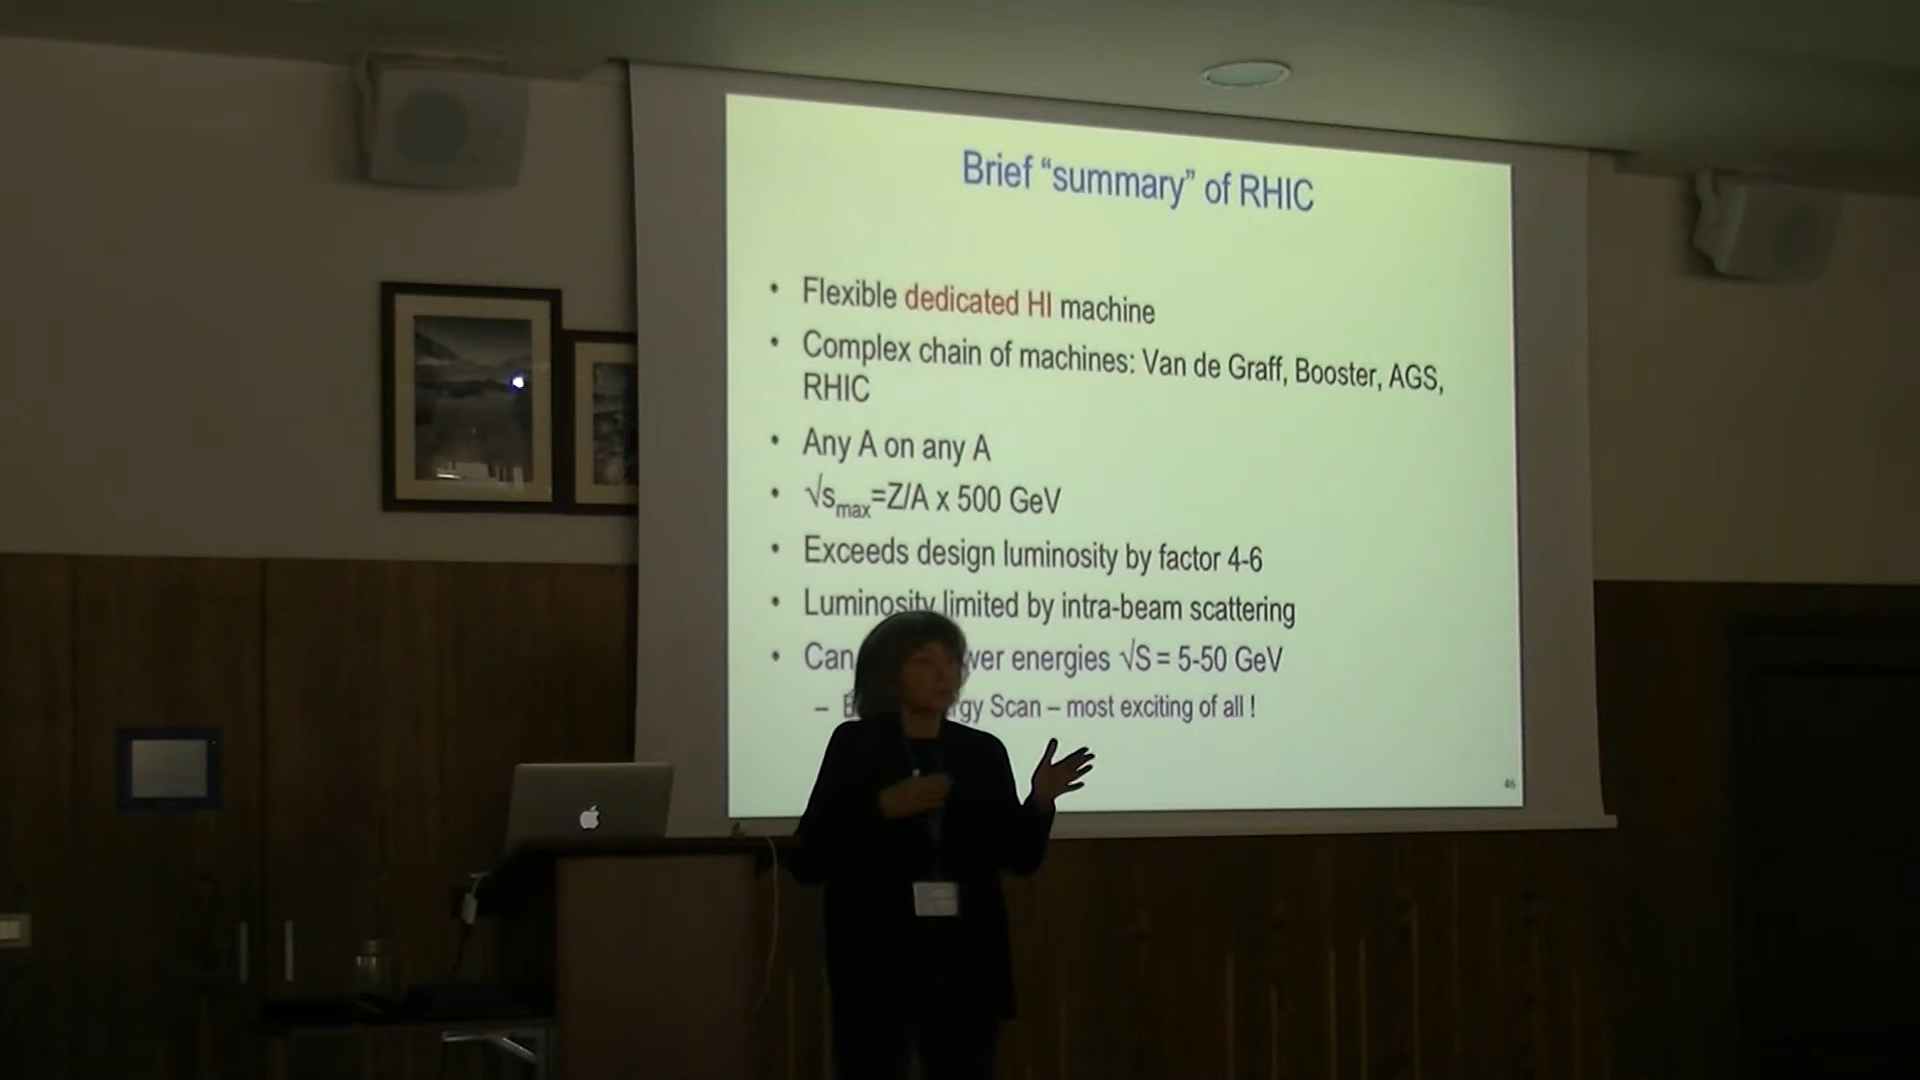 Brief “summary” of RHIC
• Flexible dedicated HI machine
• Complex chain of machines: Van de Graff, Booster, AGS,
RHIC
• Any A on any A
• √smax=Z/A x 500 GeV
• Exceeds design luminosity by factor 4-6
• Luminosity limited by intra-beam scattering
• Can energies √S = 5-50 GeV
– Scan – most exciting of all !
46